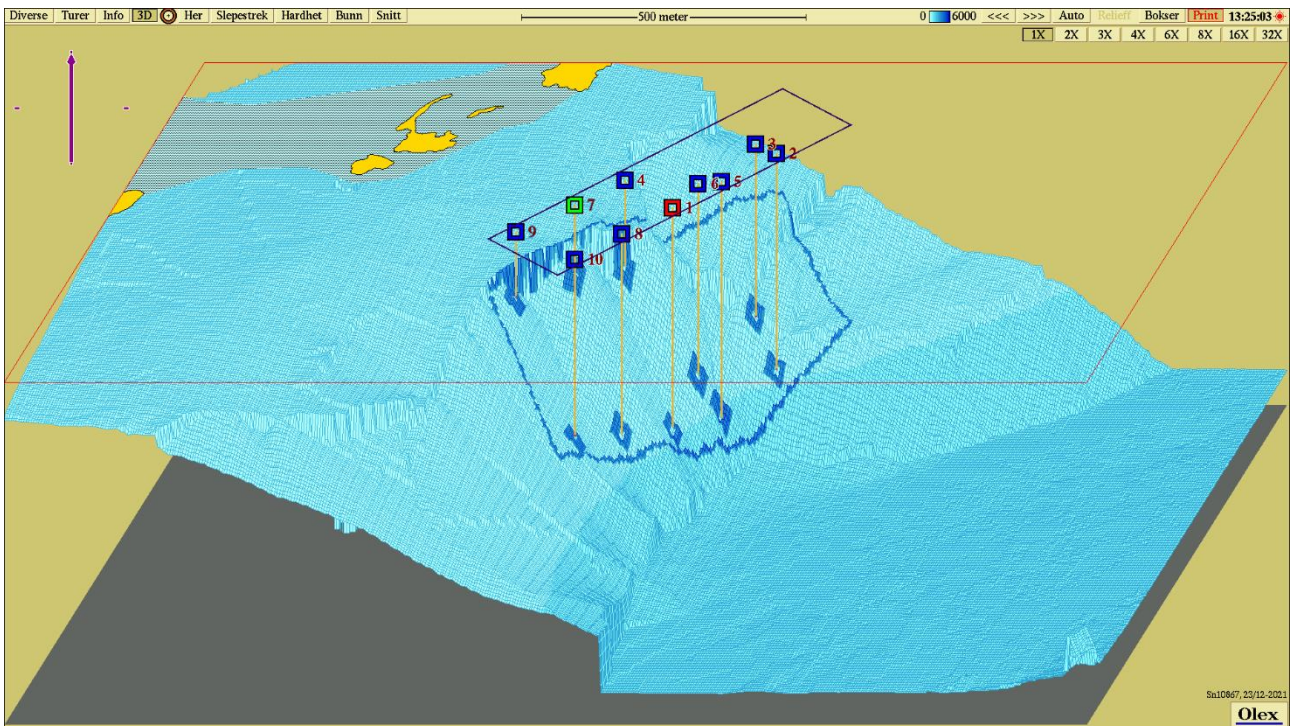 Diverse Turer Info 3D Her Slepestrek Hardhet Bunn Snitt 500 meter 0 6000 <<< >>> Auto Relieff Bokser Print 13:25:03
1X 2X 3X 4X 6X 8X 16X 32X
3
2
4
6
5
7
1
9
8
10
Sn10867, 23/12-2021
Olex